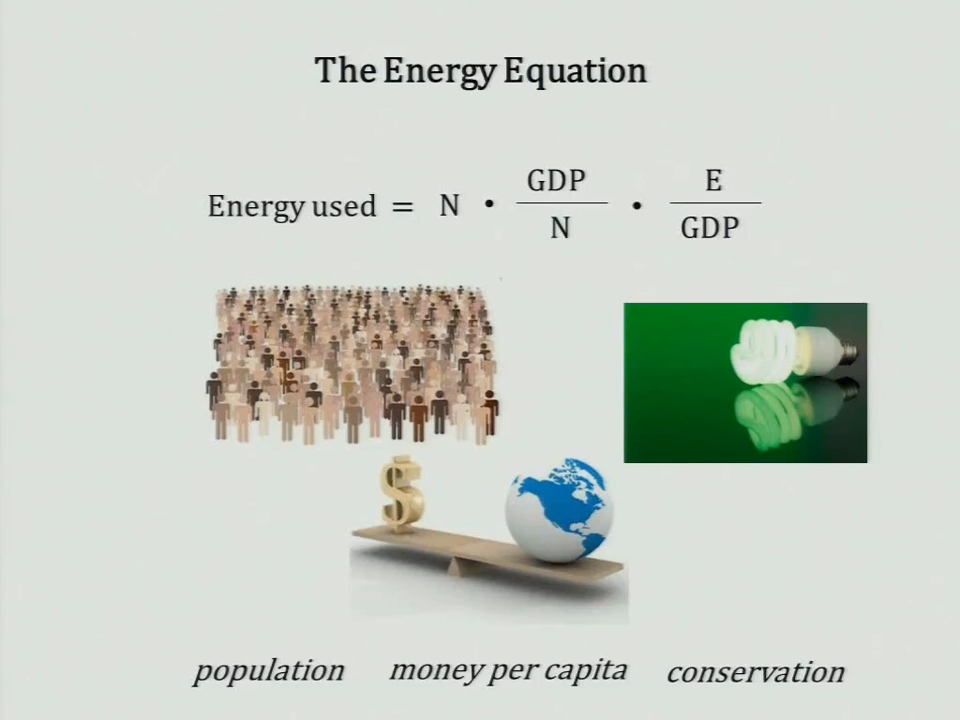 The Energy Equation
Energy used = N • GDP/N • E/GDP
$
population money per capita conservation